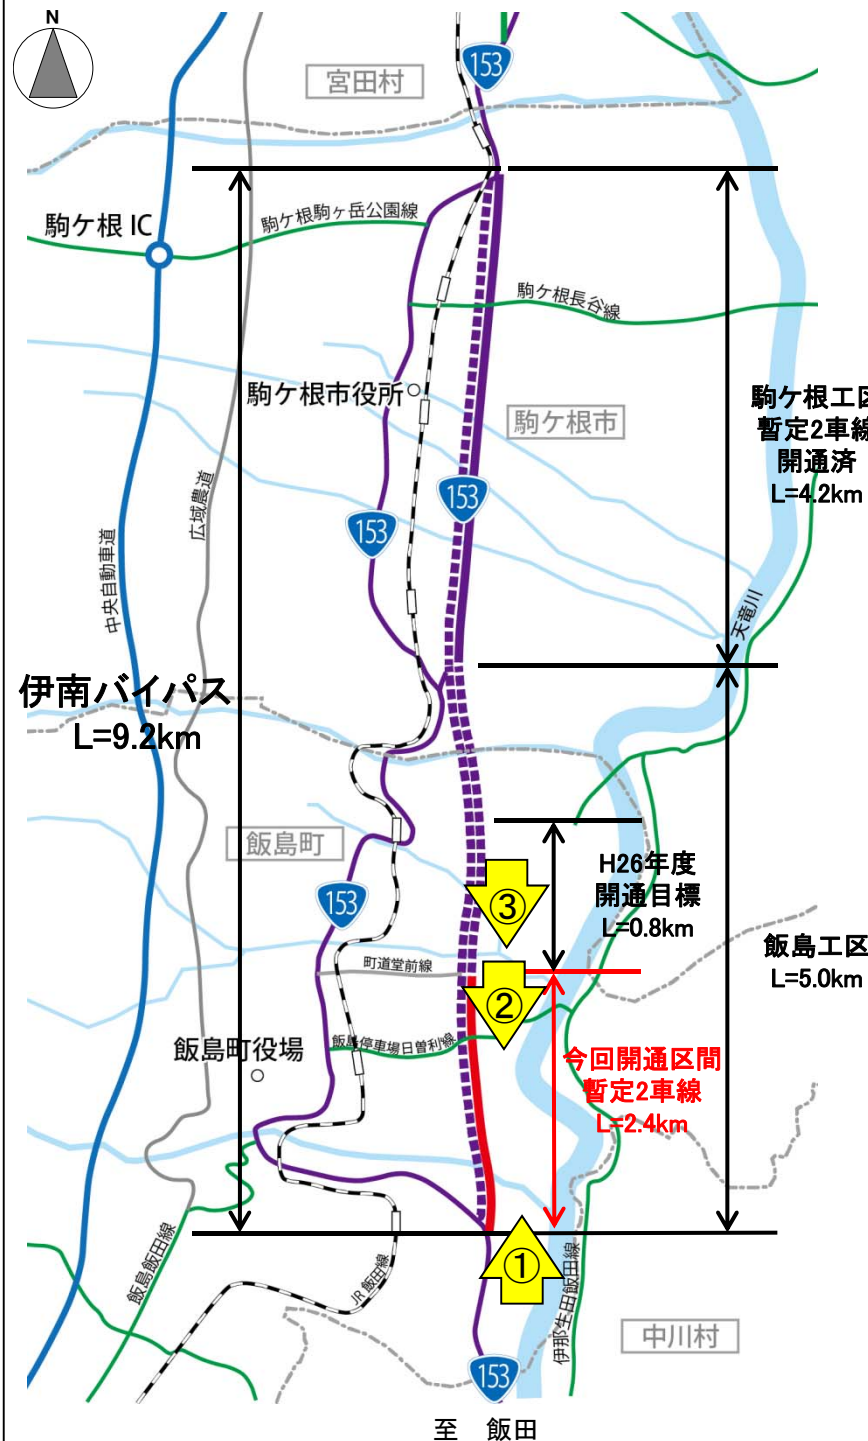 N
153
宮田村
駒ケ根 IC
駒ケ根駒ヶ岳公園線
駒ケ根長谷線
駒ケ根市役所
駒ケ根市
駒ケ根工区
暫定2車線
開通済
L=4.2km
広域農道
153
153
中央自動車道
天竜川
伊南バイパス
L=9.2km
飯島町
H26年度
開通目標
L=0.8km
③
153
飯島工区
L=5.0km
町道堂前線
②
飯島町役場
飯島停車場日曽利線
今回開通区間
暫定2車線
L=2.4km
①
飯島飯田線
JR 飯田線
伊那生田飯田線
中川村
153
至 飯田